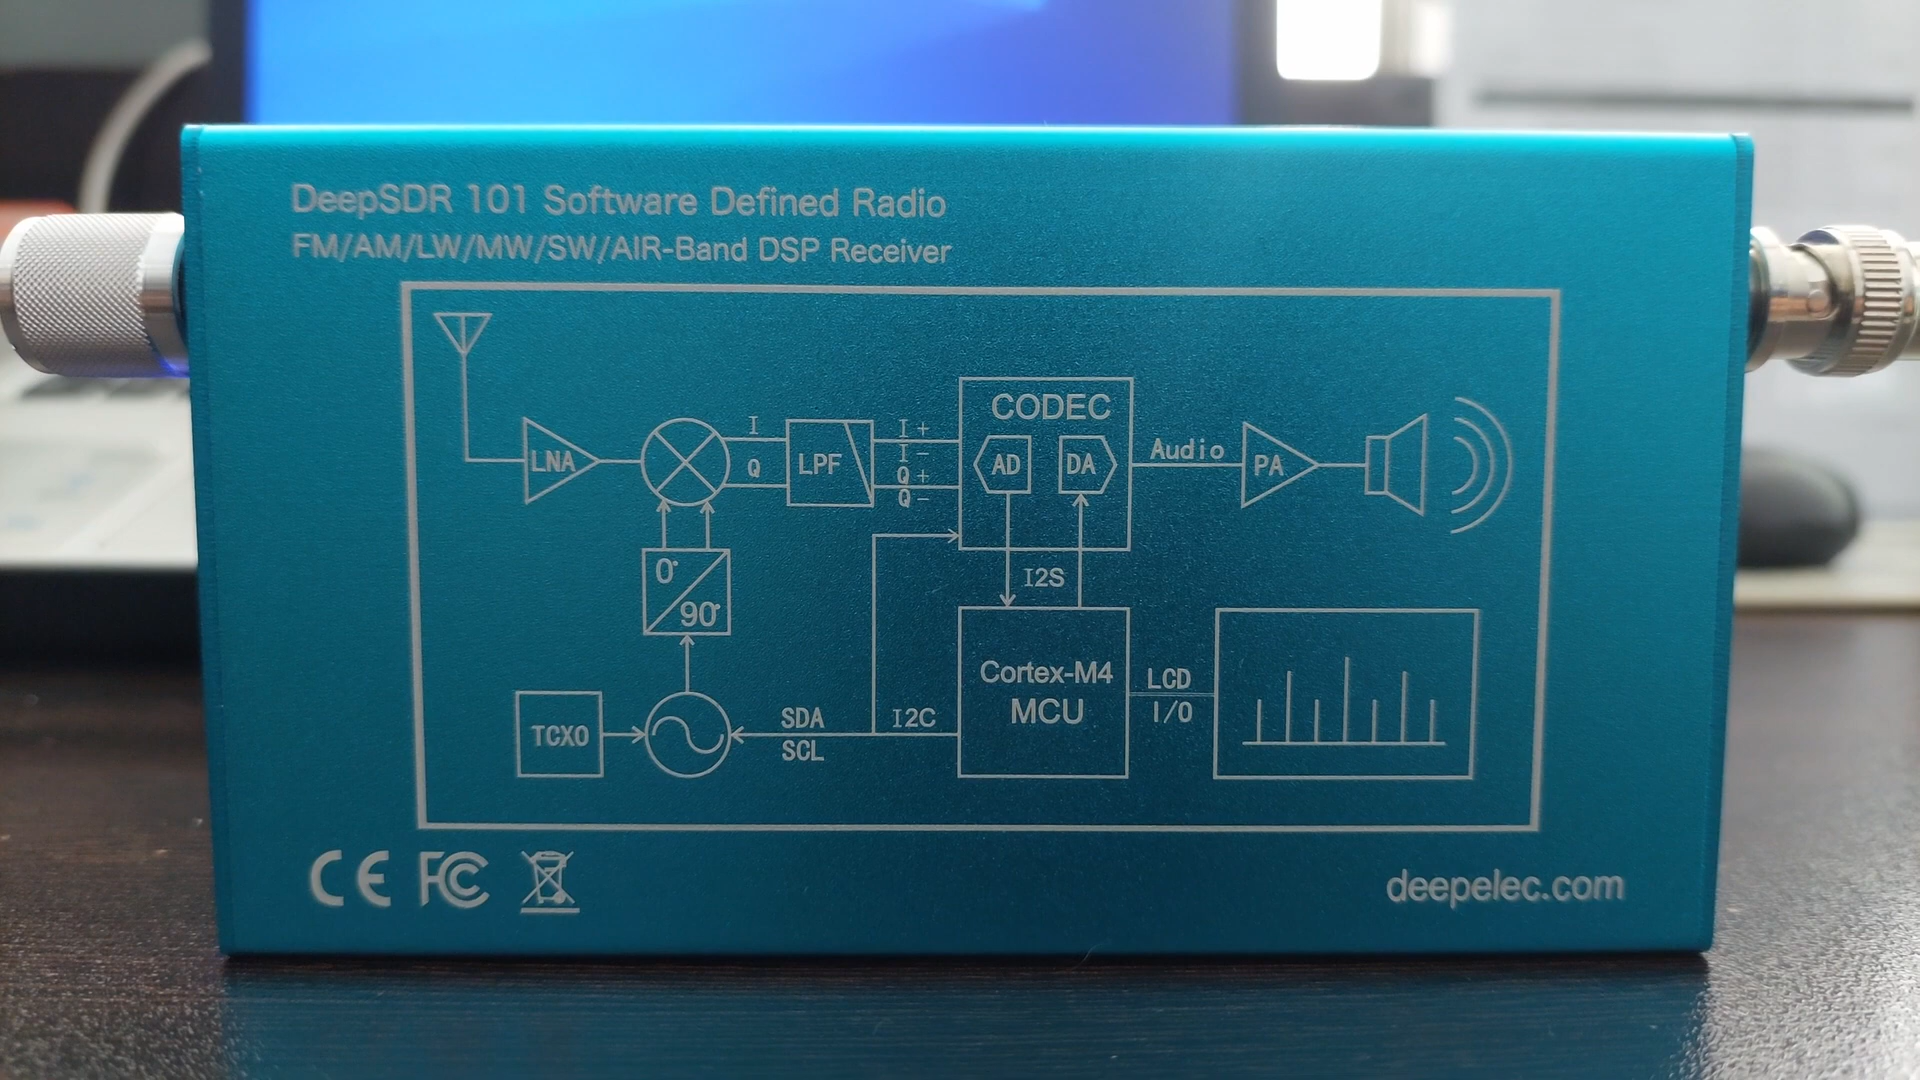 DeepSDR 101 Software Defined Radio
FM/AM/LW/MW/SW/AIR-Band DSP Receiver
LNA
I
Q
LPF
I+
I-
Q+
Q-
CODEC
AD
DA
Audio
PA
0°
90°
I2S
TCXO
SDA
SCL
I2C
Cortex-M4
MCU
LCD
I/O
CE FC
deepelec.com